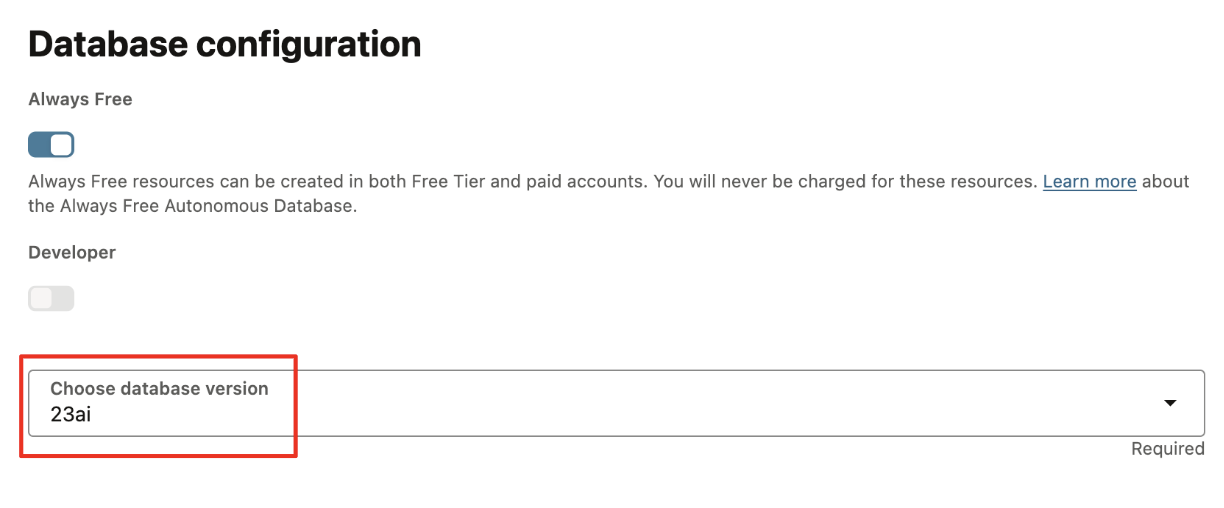 Database configuration
Always Free
Always Free resources can be created in both Free Tier and paid accounts. You will never be charged for these resources. Learn more about
the Always Free Autonomous Database.
Developer
Choose database version
23ai
Required